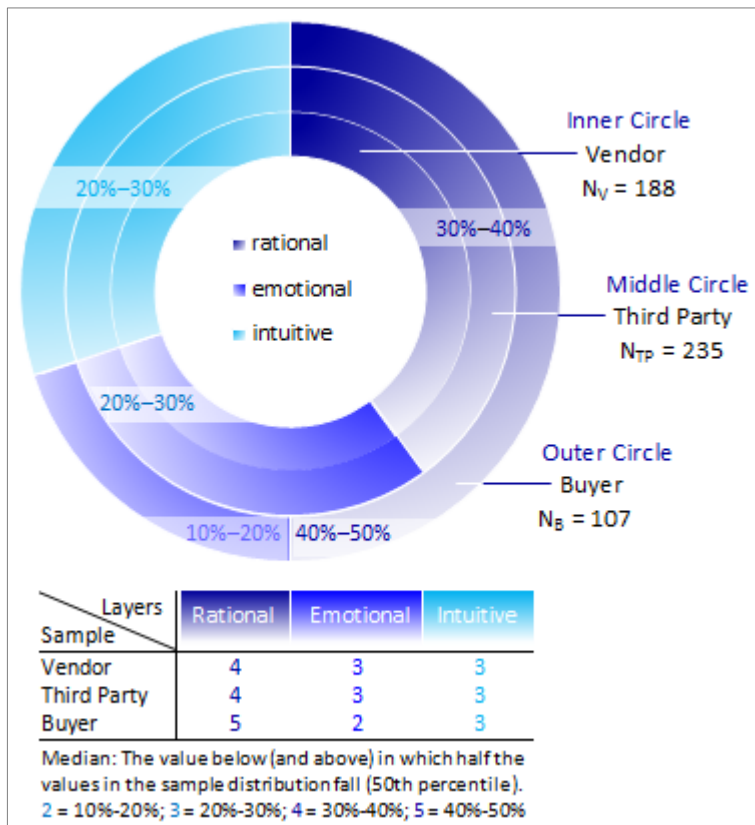 Inner Circle
Vendor
N_V = 188
20%–30%
30%–40%
rational
emotional
intuitive
Middle Circle
Third Party
N_TP = 235
20%–30%
Outer Circle
Buyer
N_B = 107
10%–20% 40%–50%
Layers Rational Emotional Intuitive
Sample
Vendor 4 3 3
Third Party 4 3 3
Buyer 5 2 3
Median: The value below (and above) in which half the
values in the sample distribution fall (50th percentile).
2 = 10%-20%; 3 = 20%-30%; 4 = 30%-40%; 5 = 40%-50%